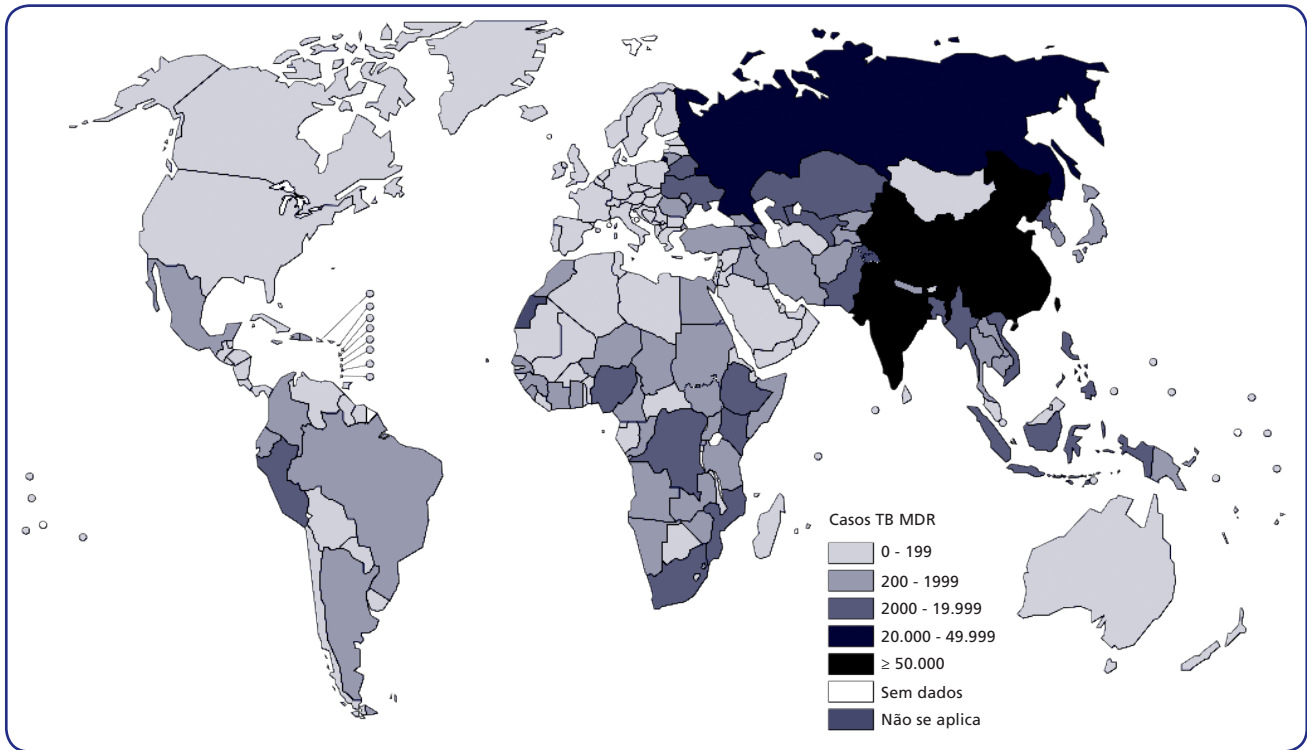 Casos TB MDR
0 - 199
200 - 1999
2000 - 19.999
20.000 - 49.999
≥ 50.000
Sem dados
Não se aplica